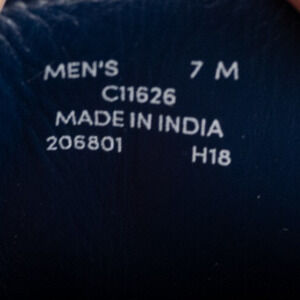 MEN'S 7 M
C11626
MADE IN INDIA
206801 H18